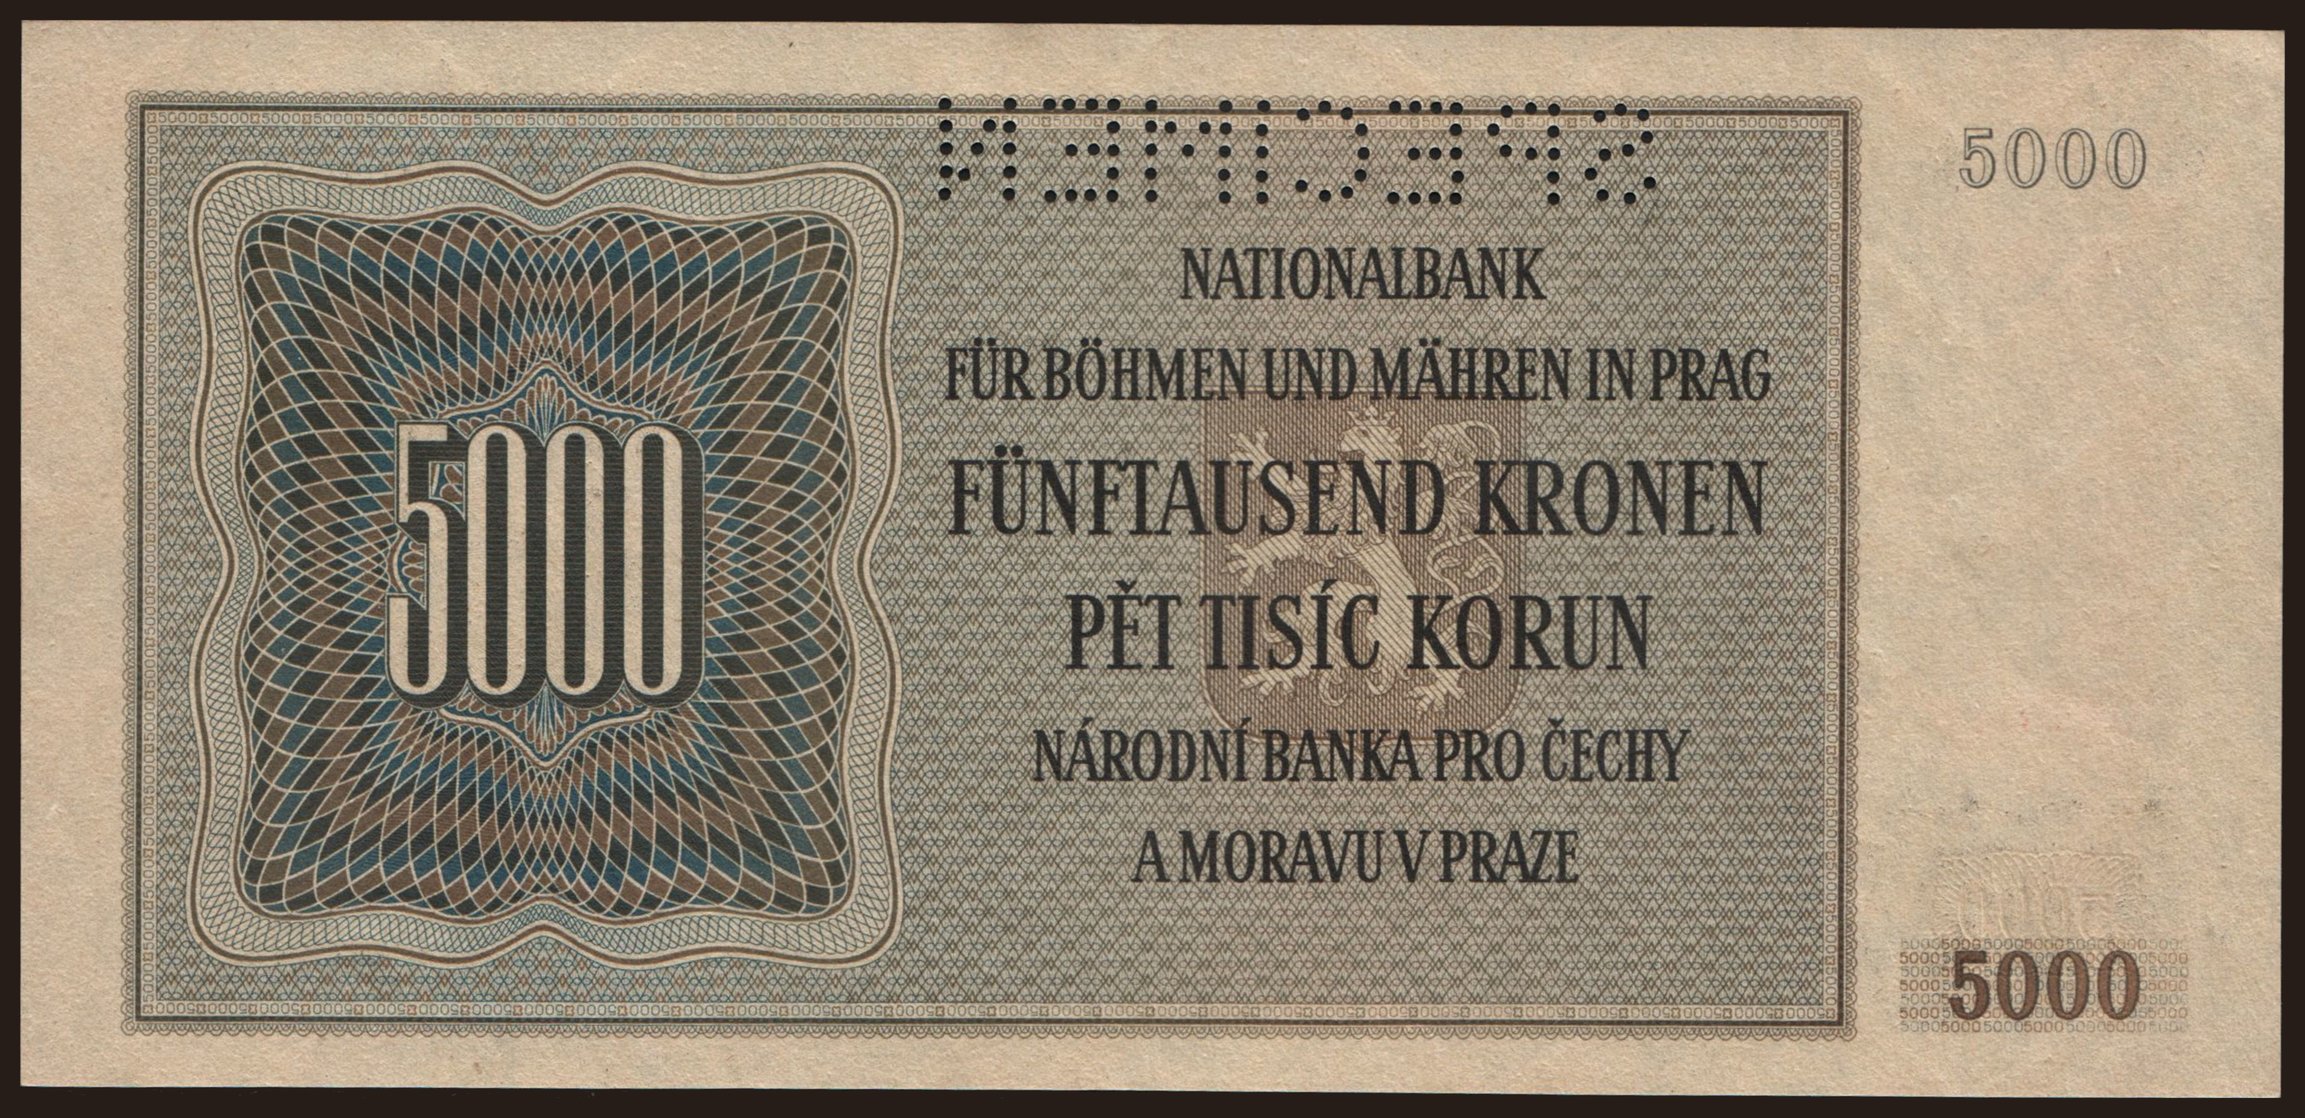 SPECIMEN
5000
NATIONALBANK
FÜR BÖHMEN UND MÄHREN IN PRAG
FÜNFTAUSEND KRONEN
5000
PĚT TISÍC KORUN
NÁRODNÍ BANKA PRO ČECHY
A MORAVU V PRAZE
5000